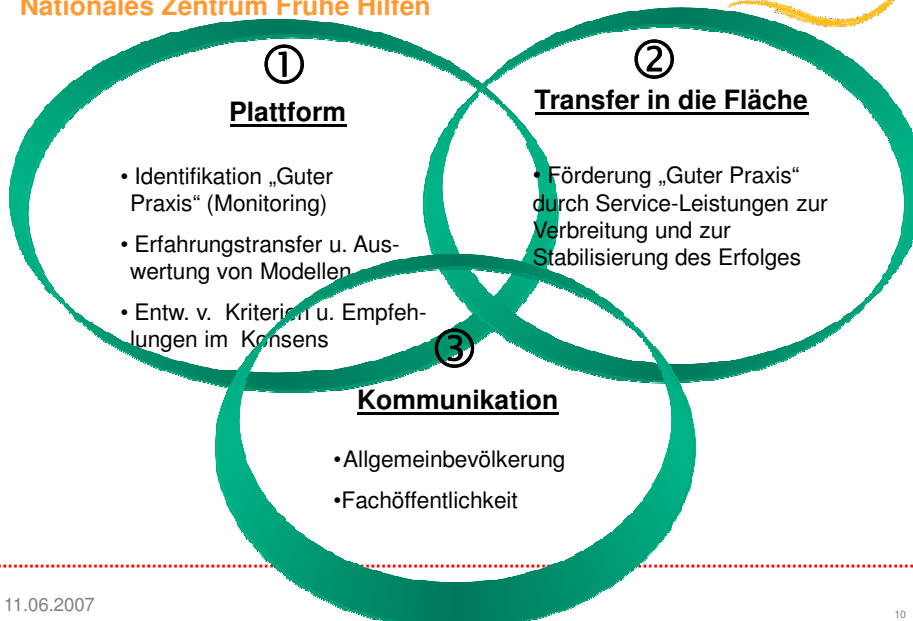 Nationales Zentrum Frühe Hilfen
①
Plattform
• Identifikation „Guter
Praxis“ (Monitoring)
• Erfahrungstransfer u. Aus-
wertung von Modellen
• Entw. v. Kriterien u. Empfeh-
lungen im Konsens
②
Transfer in die Fläche
• Förderung „Guter Praxis“
durch Service-Leistungen zur
Verbreitung und zur
Stabilisierung des Erfolges
③
Kommunikation
•Allgemeinbevölkerung
•Fachöffentlichkeit
11.06.2007
10